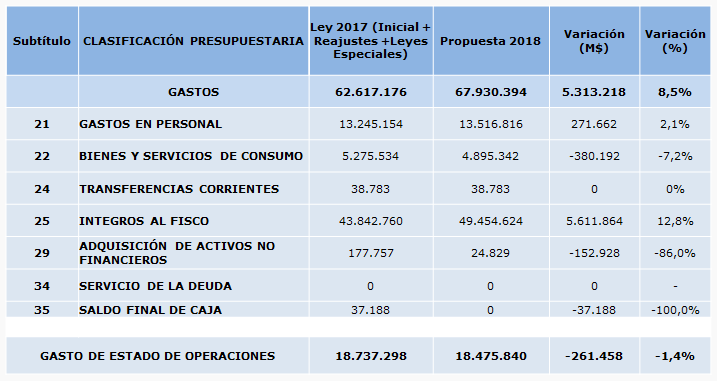 Subtítulo CLASIFICACIÓN PRESUPUESTARIA Ley 2017 (Inicial + Reajustes +Leyes Especiales) Propuesta 2018 Variación (M$) Variación (%)
GASTOS 62.617.176 67.930.394 5.313.218 8,5%
21 GASTOS EN PERSONAL 13.245.154 13.516.816 271.662 2,1%
22 BIENES Y SERVICIOS DE CONSUMO 5.275.534 4.895.342 -380.192 -7,2%
24 TRANSFERENCIAS CORRIENTES 38.783 38.783 0 0%
25 INTEGROS AL FISCO 43.842.760 49.454.624 5.611.864 12,8%
29 ADQUISICIÓN DE ACTIVOS NO FINANCIEROS 177.757 24.829 -152.928 -86,0%
34 SERVICIO DE LA DEUDA 0 0 0 -
35 SALDO FINAL DE CAJA 37.188 0 -37.188 -100,0%
GASTO DE ESTADO DE OPERACIONES 18.737.298 18.475.840 -261.458 -1,4%